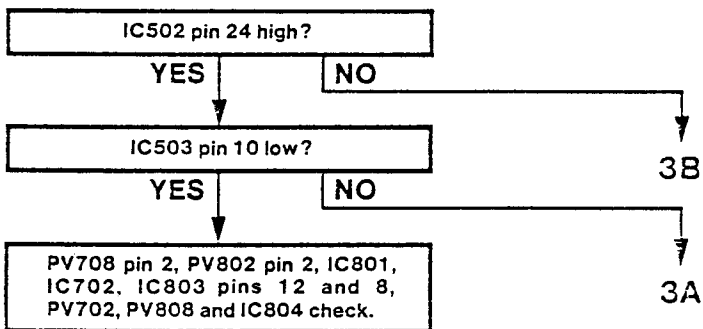 IC502 pin 24 high?
YES
NO
IC503 pin 10 low?
3B
YES
NO
PV708 pin 2, PV802 pin 2, IC801,
IC702, IC803 pins 12 and 8,
PV702, PV808 and IC804 check.
3A